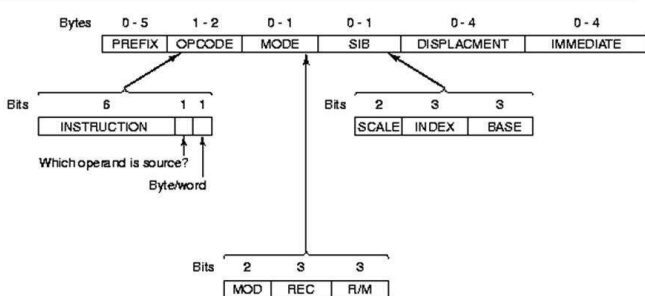 Bytes 0 - 5 1 - 2 0 - 1 0 - 1 0 - 4 0 - 4
PREFIX OPCODE MODE SIB DISPLACMENT IMMEDIATE
Bits 6 1 1 Bits 2 3 3
INSTRUCTION SCALE INDEX BASE
Which operand is source?
Byte/word
Bits 2 3 3
MOD REC R/M